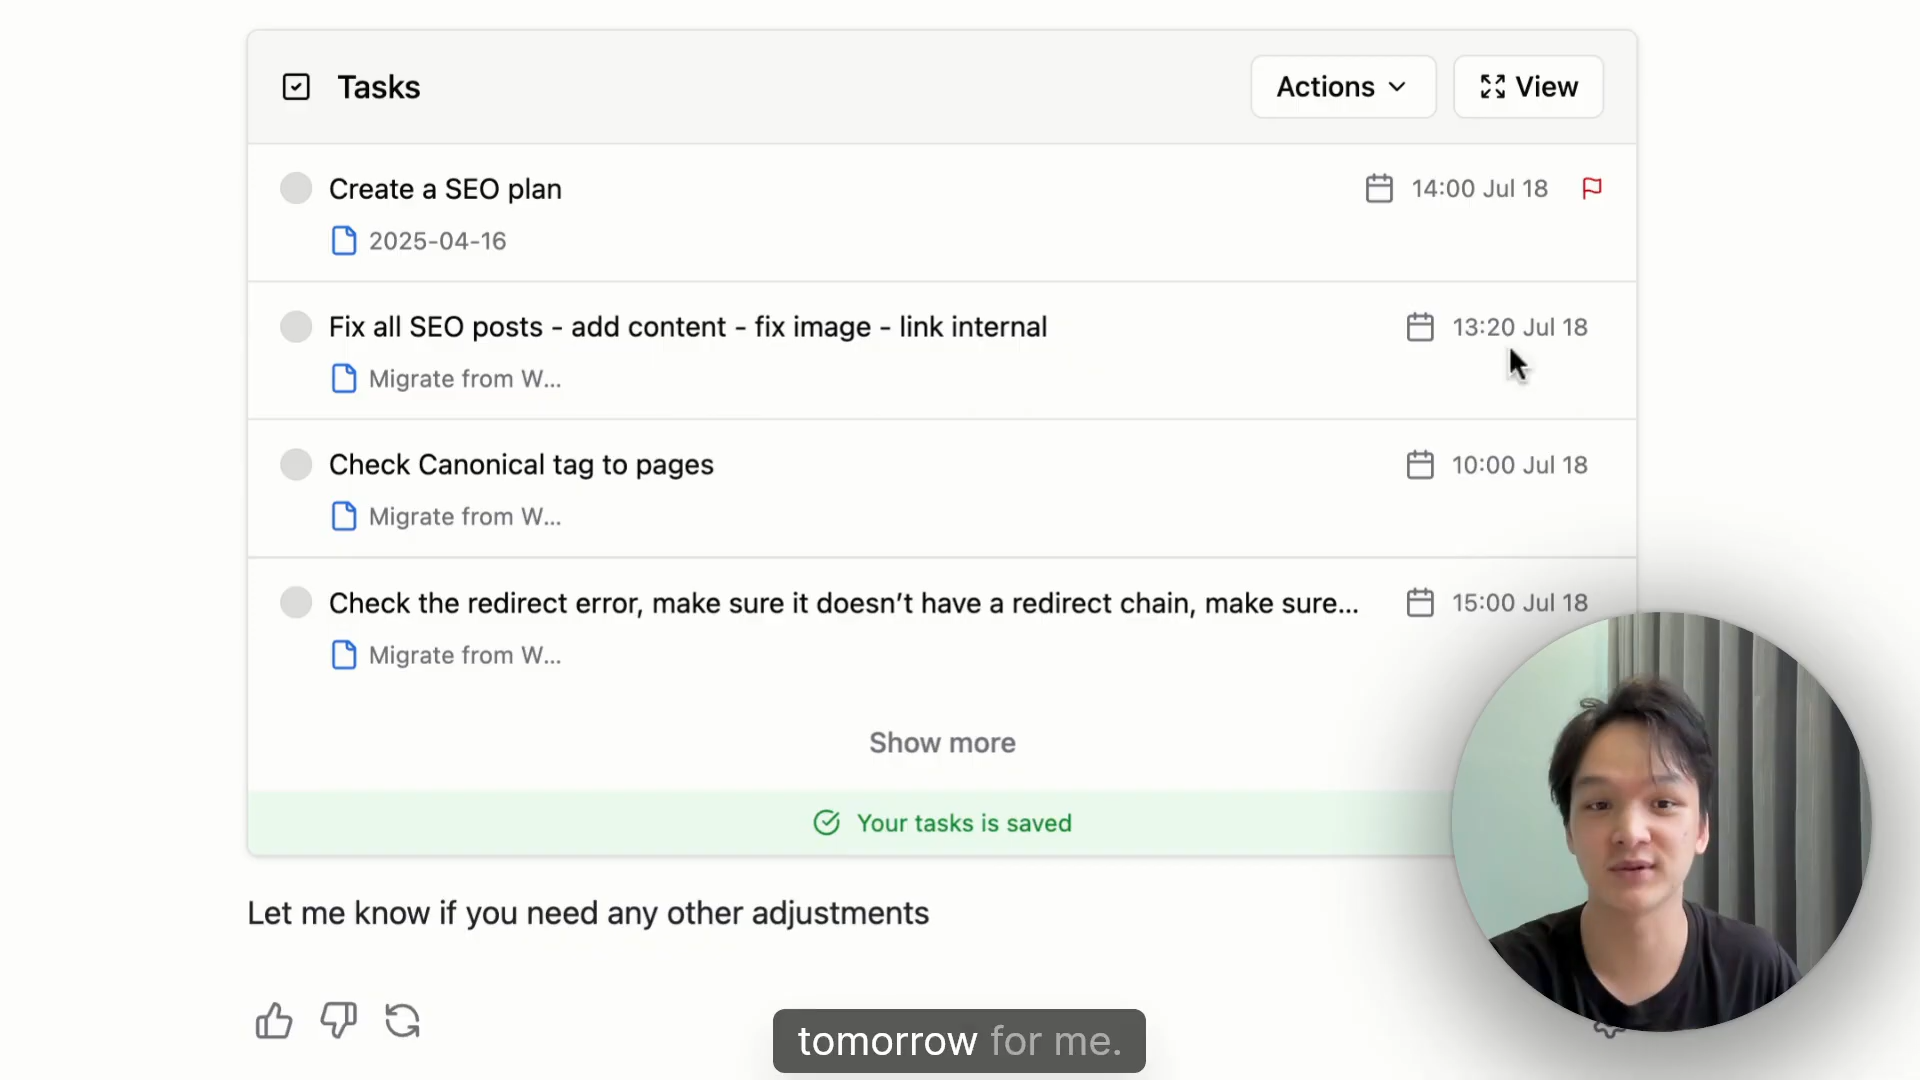 Tasks
Actions
View
Create a SEO plan
14:00 Jul 18
2025-04-16
Fix all SEO posts - add content - fix image - link internal
13:20 Jul 18
Migrate from W...
Check Canonical tag to pages
10:00 Jul 18
Migrate from W...
Check the redirect error, make sure it doesn’t have a redirect chain, make sure...
15:00 Jul 18
Migrate from W...
Show more
Your tasks is saved
Let me know if you need any other adjustments
tomorrow for me.